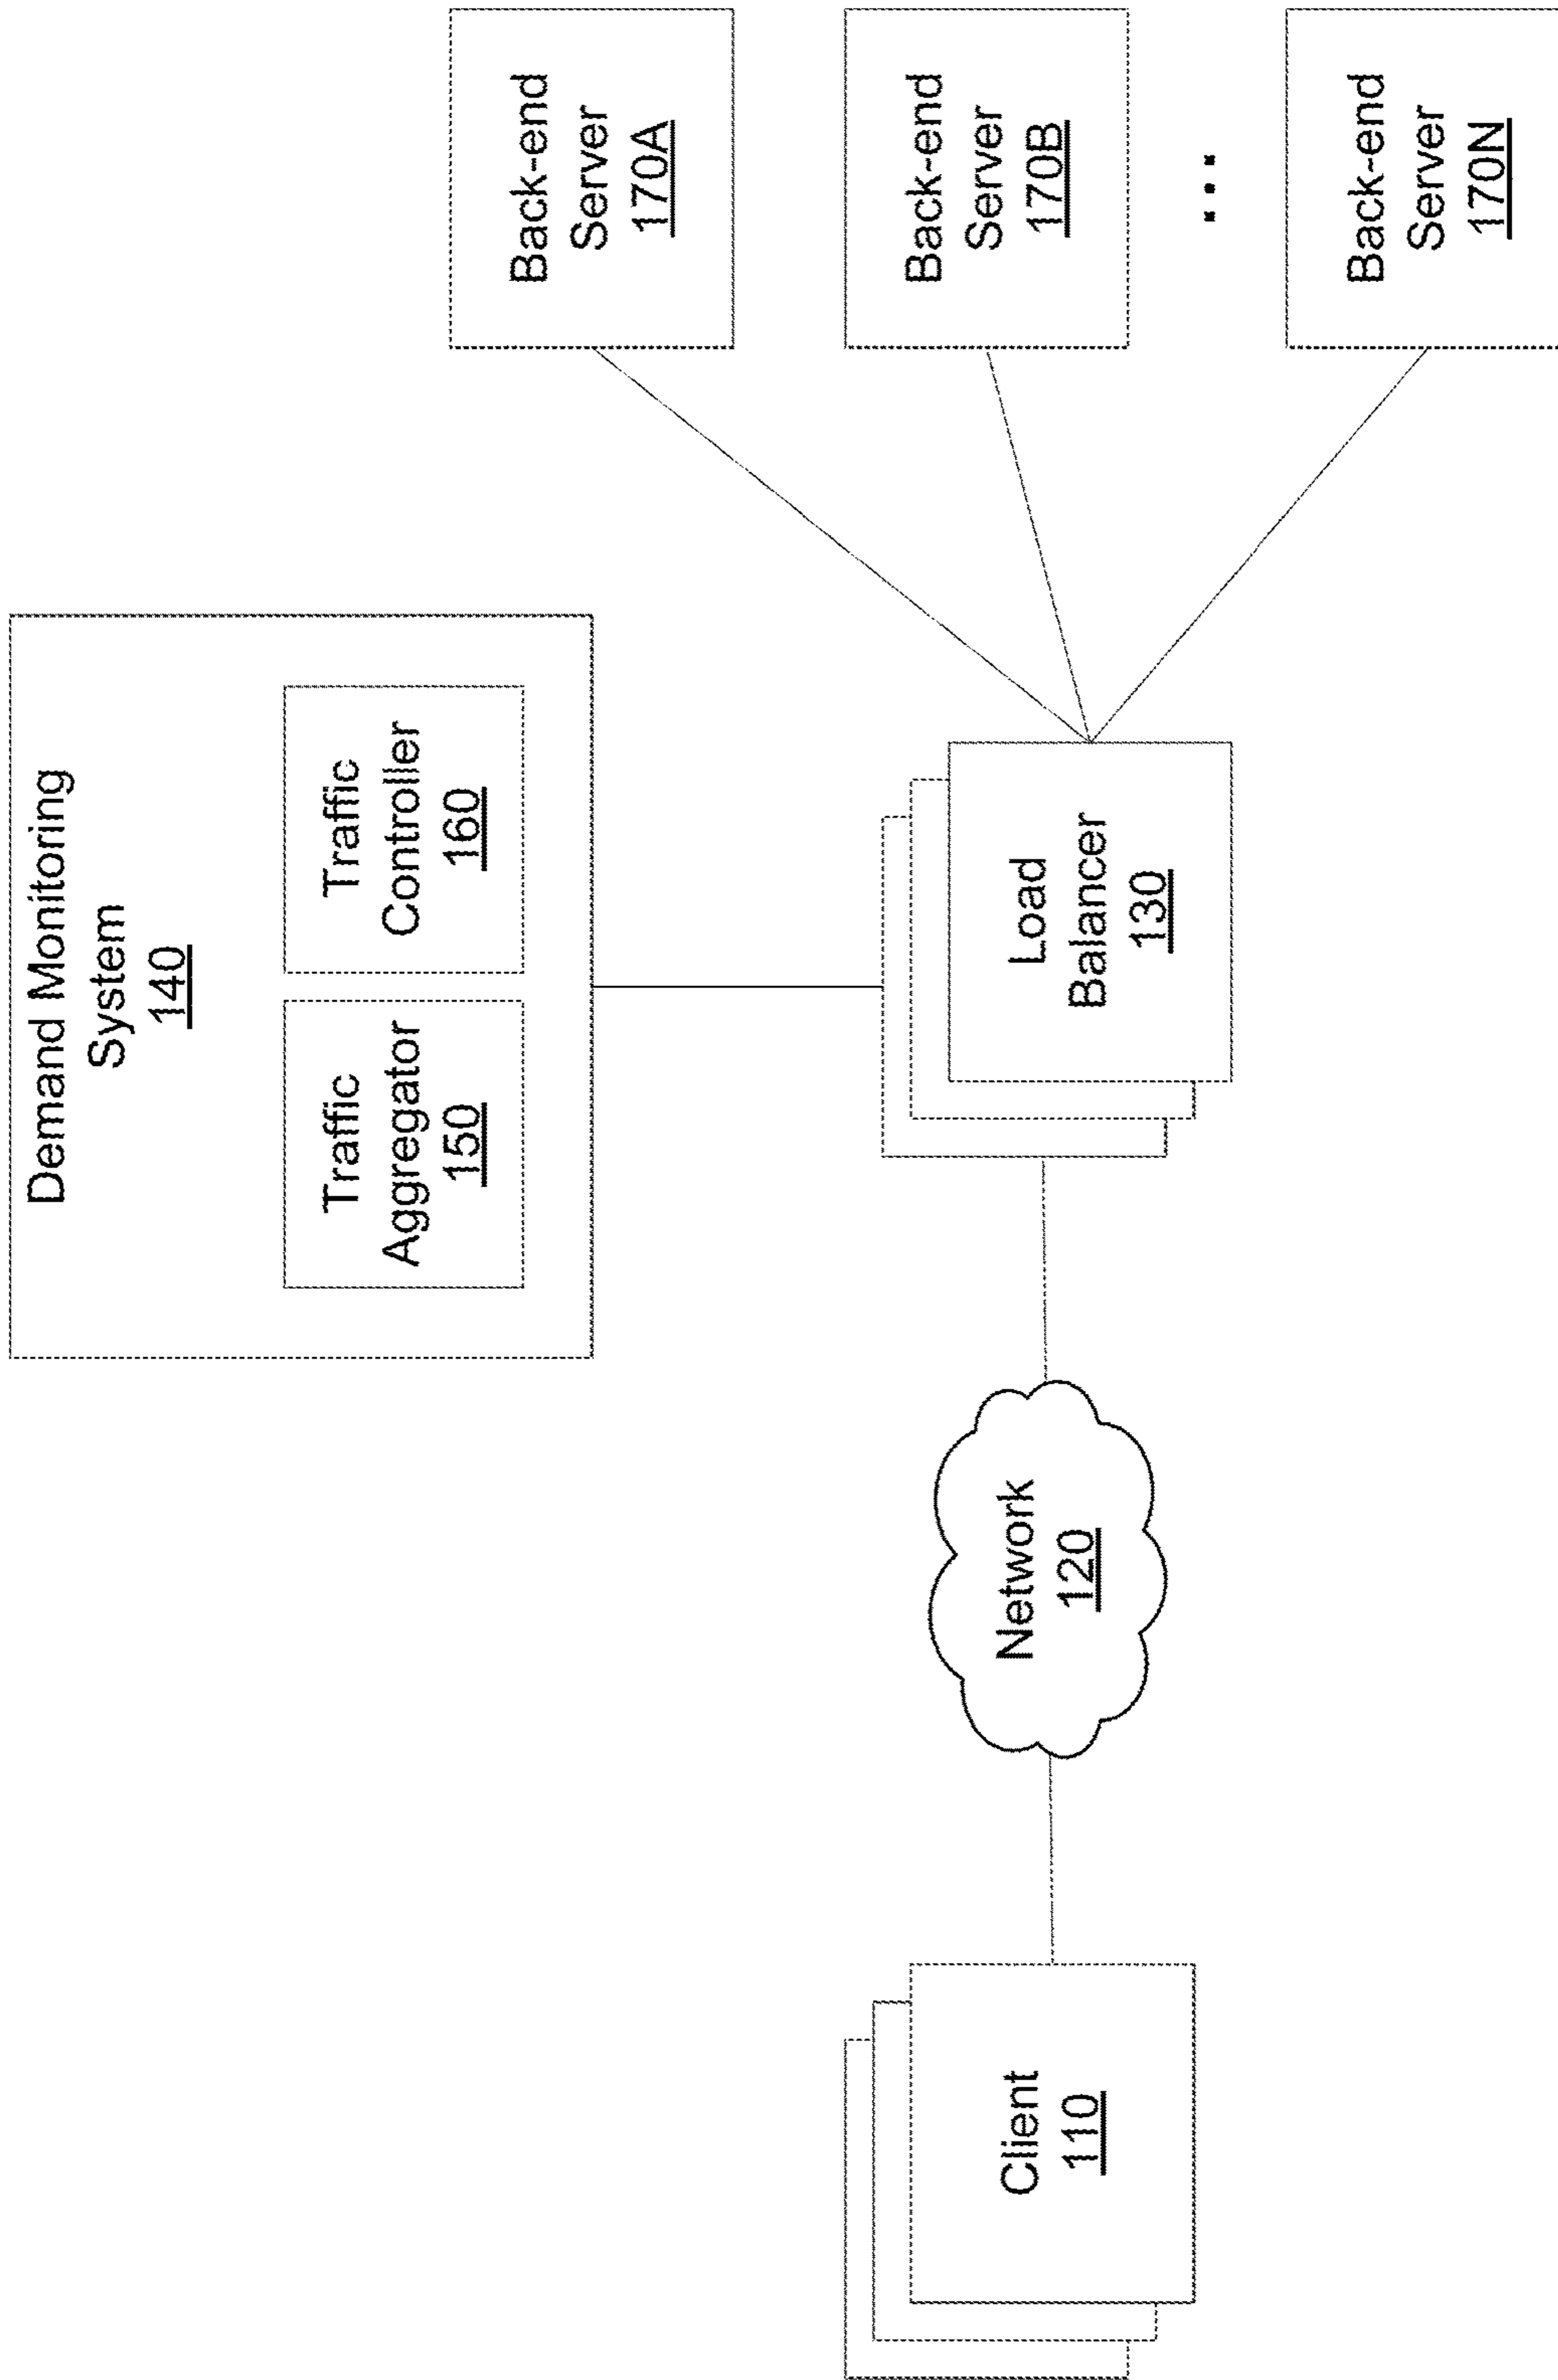 Demand Monitoring
System
140
Traffic
Aggregator
150
Traffic
Controller
160
Client
110
Network
120
Load
Balancer
130
Back-end
Server
170A
Back-end
Server
170B
...
Back-end
Server
170N